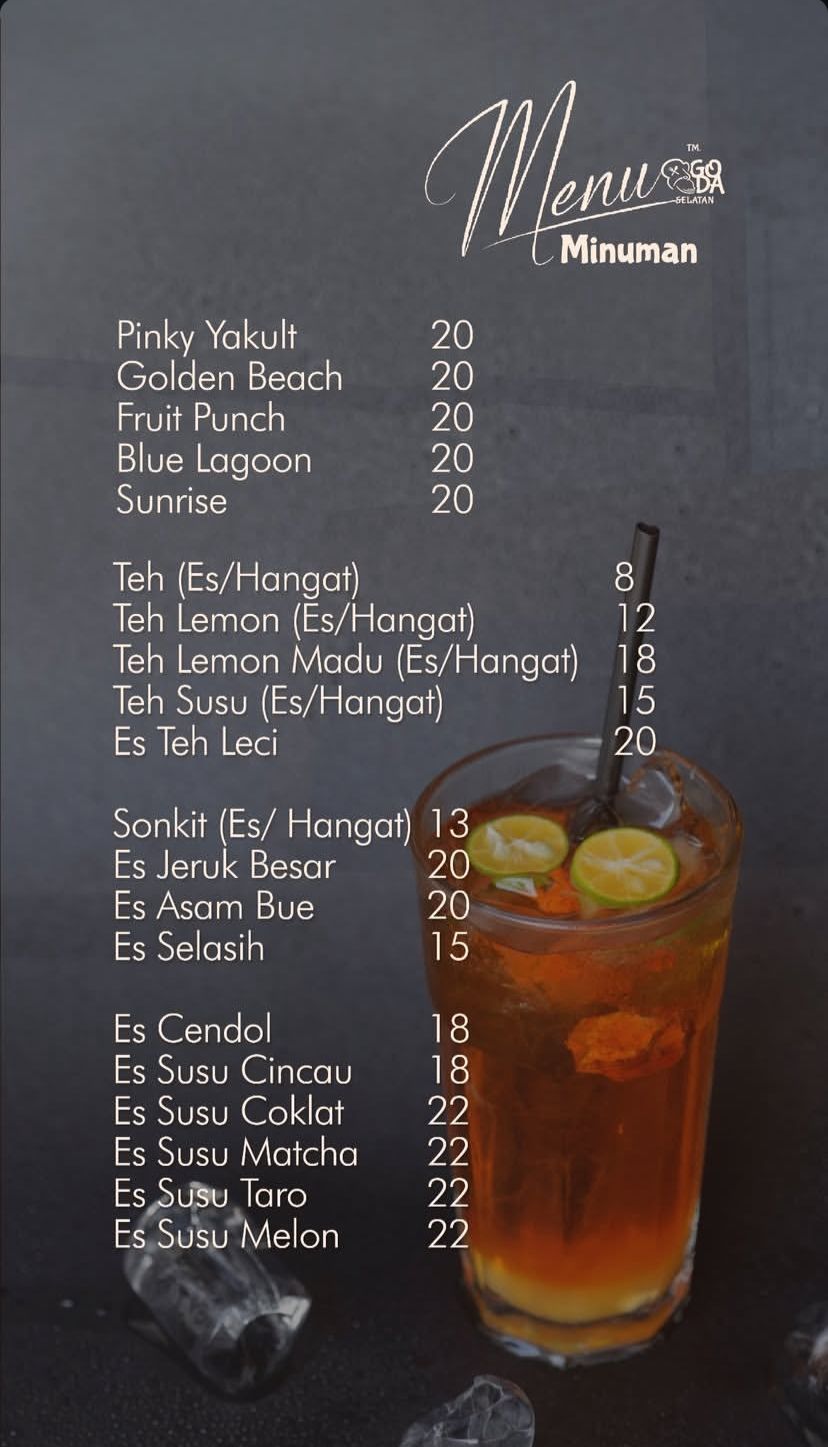 Menu
TM.
GO
DA
SELATAN
Minuman
Pinky Yakult 20
Golden Beach 20
Fruit Punch 20
Blue Lagoon 20
Sunrise 20
Teh (Es/Hangat) 8
Teh Lemon (Es/Hangat) 12
Teh Lemon Madu (Es/Hangat) 18
Teh Susu (Es/Hangat) 15
Es Teh Leci 20
Sonkit (Es/ Hangat) 13
Es Jeruk Besar 20
Es Asam Bue 20
Es Selasih 15
Es Cendol 18
Es Susu Cincau 18
Es Susu Coklat 22
Es Susu Matcha 22
Es Susu Taro 22
Es Susu Melon 22